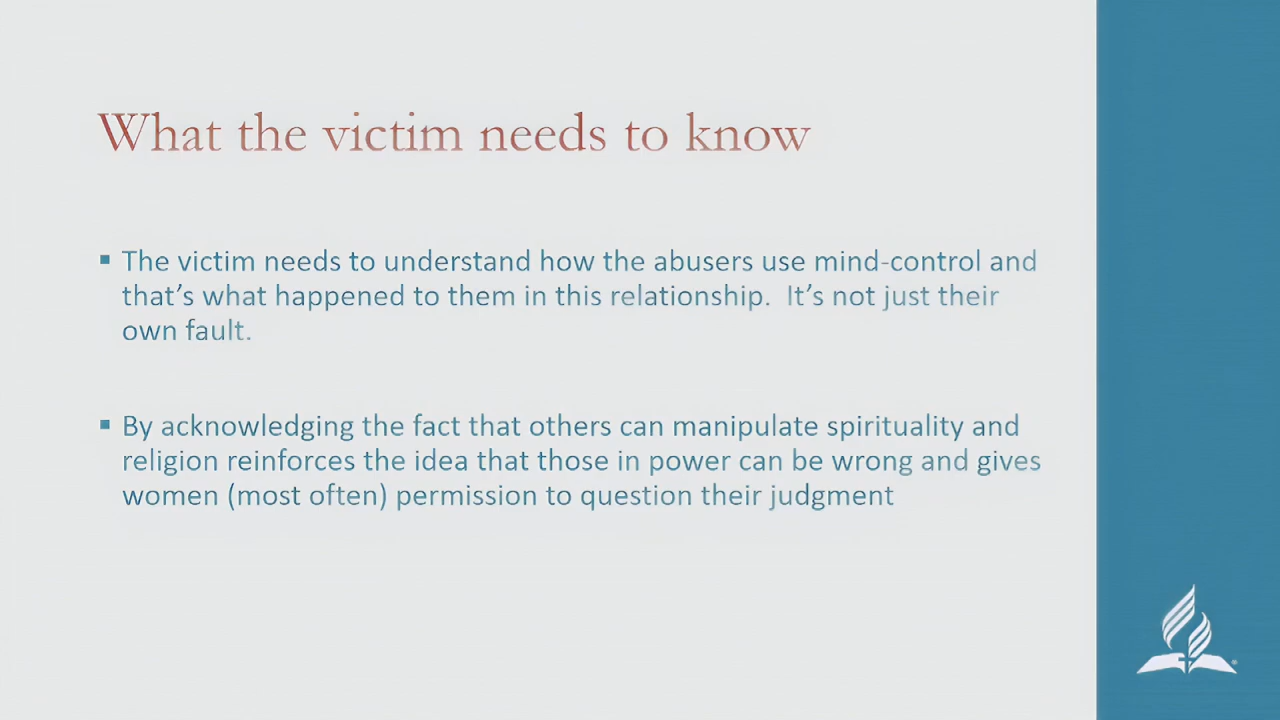 What the victim needs to know
▪ The victim needs to understand how the abusers use mind-control and
that’s what happened to them in this relationship.  It’s not just their
own fault.
▪ By acknowledging the fact that others can manipulate spirituality and
religion reinforces the idea that those in power can be wrong and gives
women (most often) permission to question their judgment